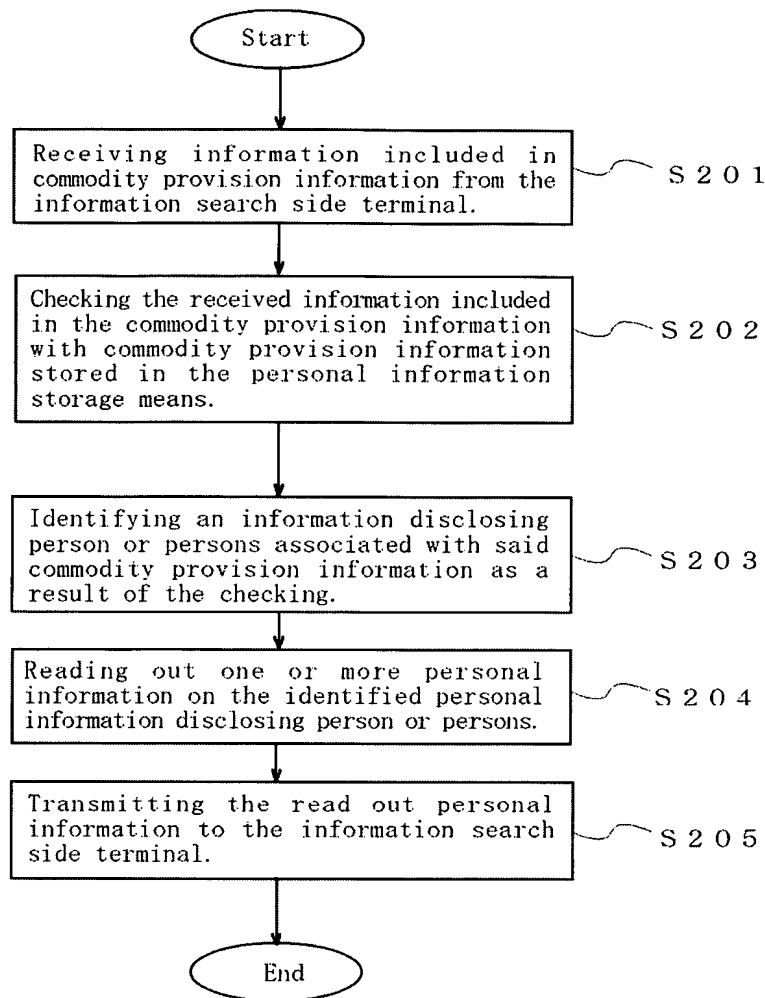 Start
Receiving information included in
commodity provision information from the
information search side terminal.
S201
Checking the received information included
in the commodity provision information
with commodity provision information
stored in the personal information
storage means.
S202
Identifying an information disclosing
person or persons associated with said
commodity provision information as a
result of the checking.
S203
Reading out one or more personal
information on the identified personal
information disclosing person or persons.
S204
Transmitting the read out personal
information to the information search
side terminal.
S205
End